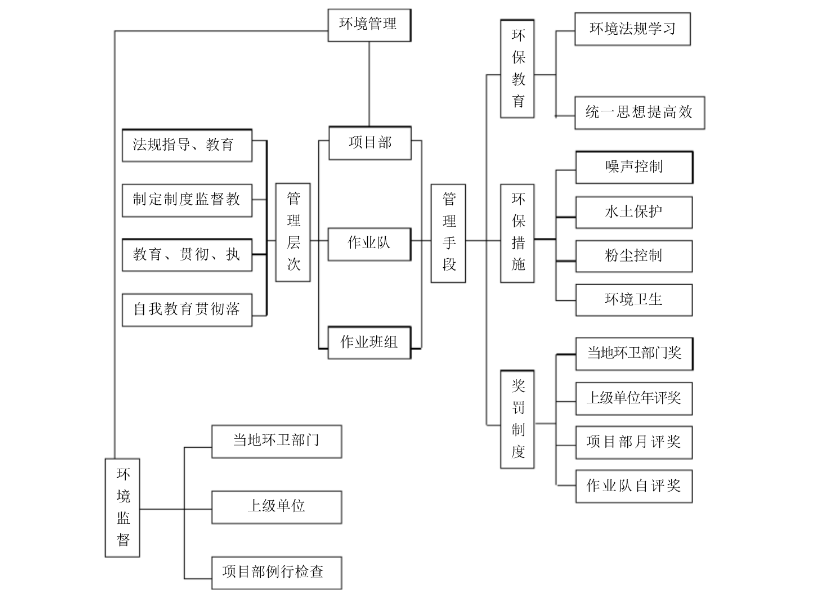 环境管理
项目部
作业队
作业班组
管理层次
法规指导、教育
制定制度监督教
教育、贯彻、执
自我教育贯彻落
管理手段
环保教育
环境法规学习
统一思想提高效
环保措施
噪声控制
水土保护
粉尘控制
环境卫生
奖罚制度
当地环卫部门奖
上级单位年评奖
项目部月评奖
作业队自评奖
环境监督
当地环卫部门
上级单位
项目部例行检查